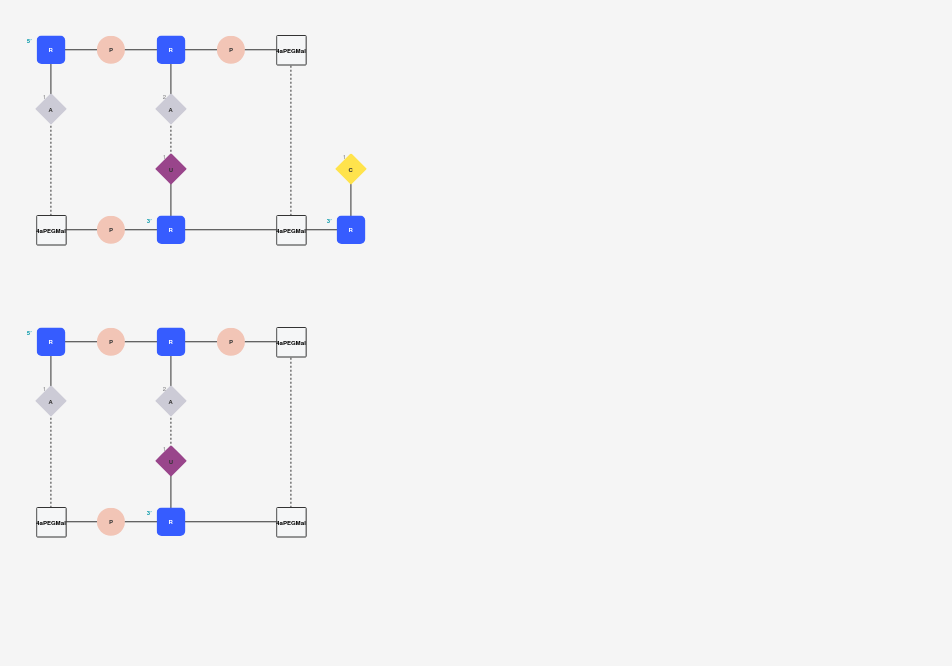 5' R P R P 4aPEGMal
1 A 2 A
1 U 1 C
4aPEGMal P 3' R 4aPEGMal 3' R
5' R P R P 4aPEGMal
1 A 2 A
1 U
4aPEGMal P 3' R 4aPEGMal